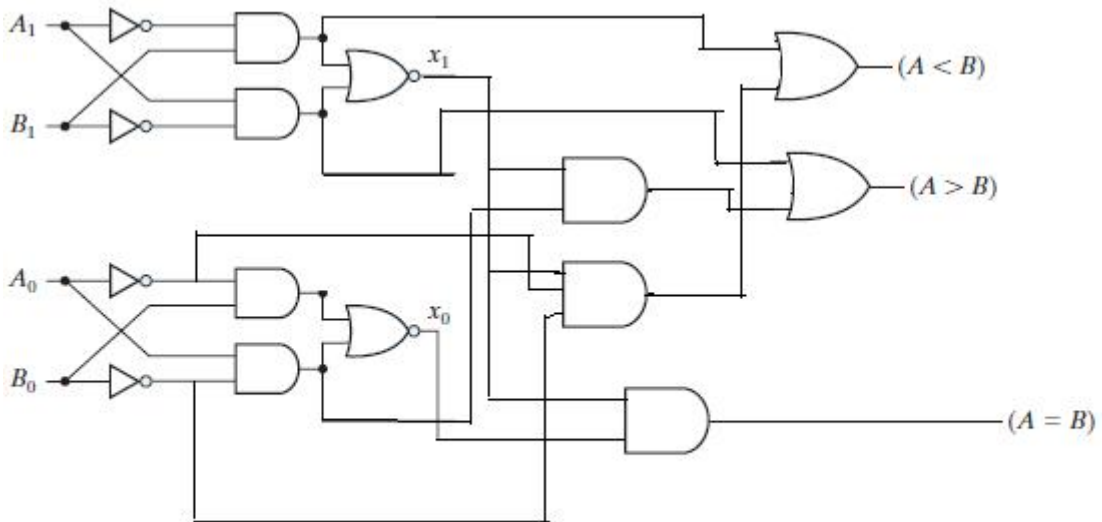 A₁
x₁
(A < B)
B₁
(A > B)
A₀
x₀
B₀
(A = B)